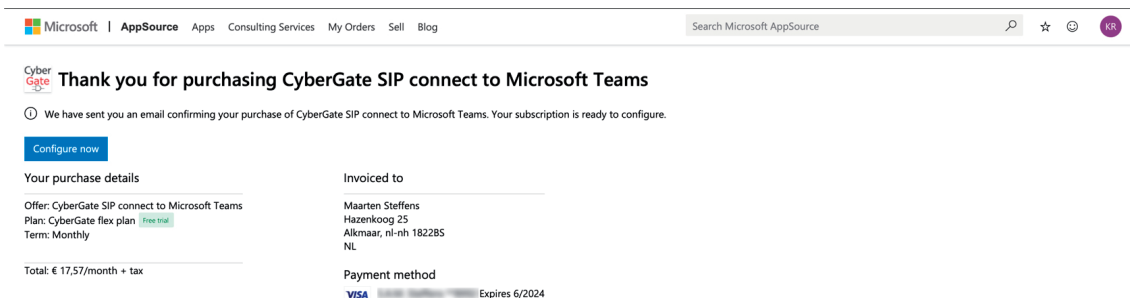 Microsoft | AppSource Apps Consulting Services My Orders Sell Blog Search Microsoft AppSource KR
Cyber Gate
Thank you for purchasing CyberGate SIP connect to Microsoft Teams
We have sent you an email confirming your purchase of CyberGate SIP connect to Microsoft Teams. Your subscription is ready to configure.
Configure now
Your purchase details
Offer: CyberGate SIP connect to Microsoft Teams
Plan: CyberGate flex plan Free trial
Term: Monthly
Total: € 17,57/month + tax
Invoiced to
Maarten Steffens
Hazenkoog 25
Alkmaar, nl-nh 1822BS
NL
Payment method
VISA Expires 6/2024